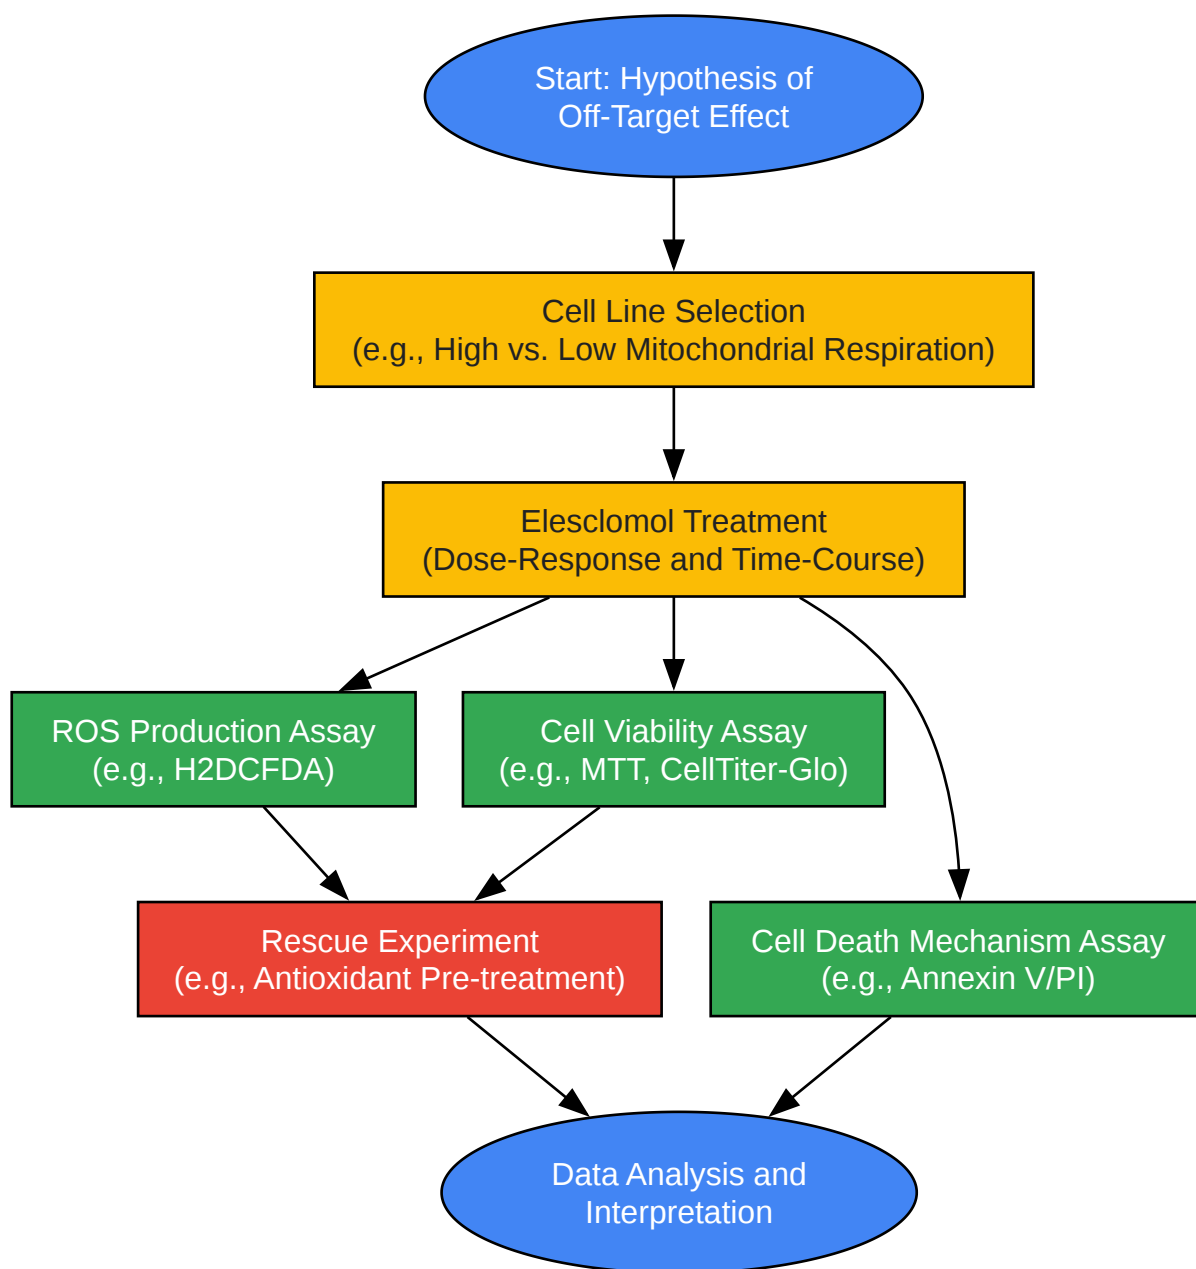 Start: Hypothesis of
Off-Target Effect
Cell Line Selection
(e.g., High vs. Low Mitochondrial Respiration)
Elesclomol Treatment
(Dose-Response and Time-Course)
ROS Production Assay
(e.g., H2DCFDA)
Cell Viability Assay
(e.g., MTT, CellTiter-Glo)
Rescue Experiment
(e.g., Antioxidant Pre-treatment)
Cell Death Mechanism Assay
(e.g., Annexin V/PI)
Data Analysis and
Interpretation